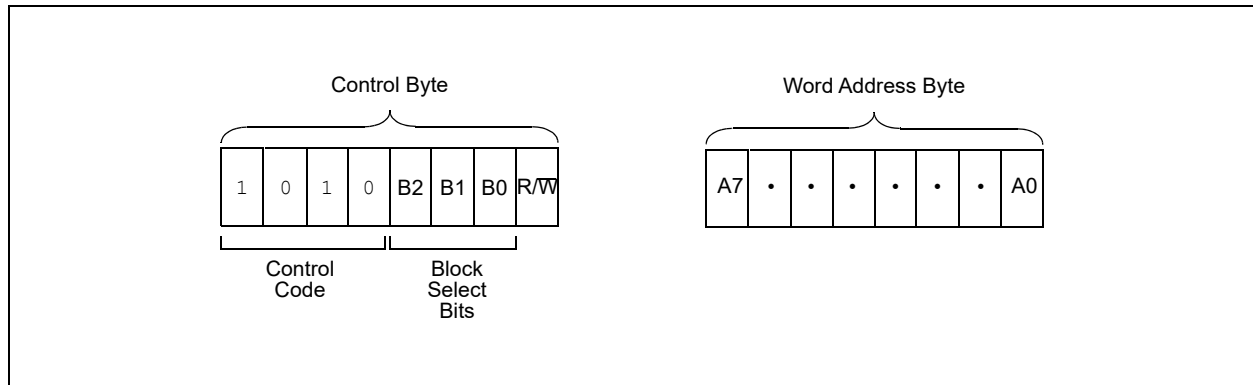 Control Byte
Word Address Byte
1 0 1 0 B2 B1 B0 R/W̅
A7 • • • • • • A0
Control
Code
Block
Select
Bits